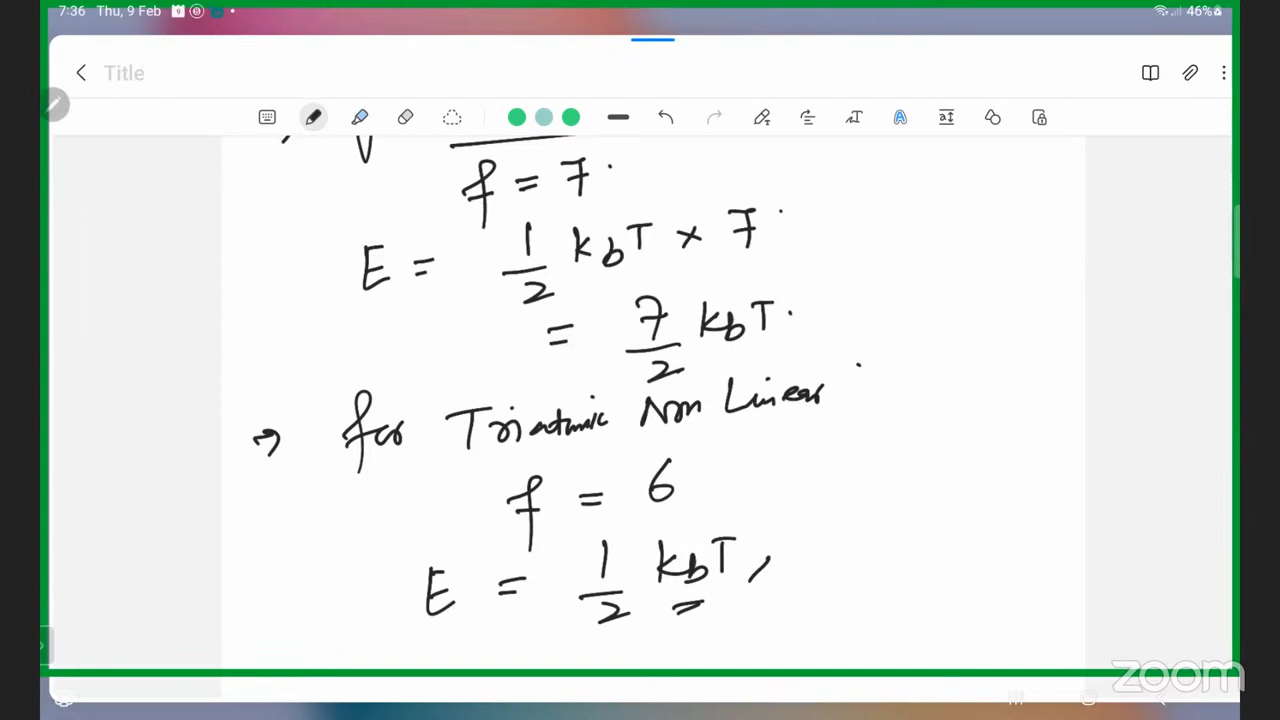 7:36 Thu, 9 Feb
46%
Title
f = 7.
E = 1/2 kbT × 7
= 7/2 kbT.
→ for Triatomic Non Linear
f = 6
E = 1/2 kbT,
zoom